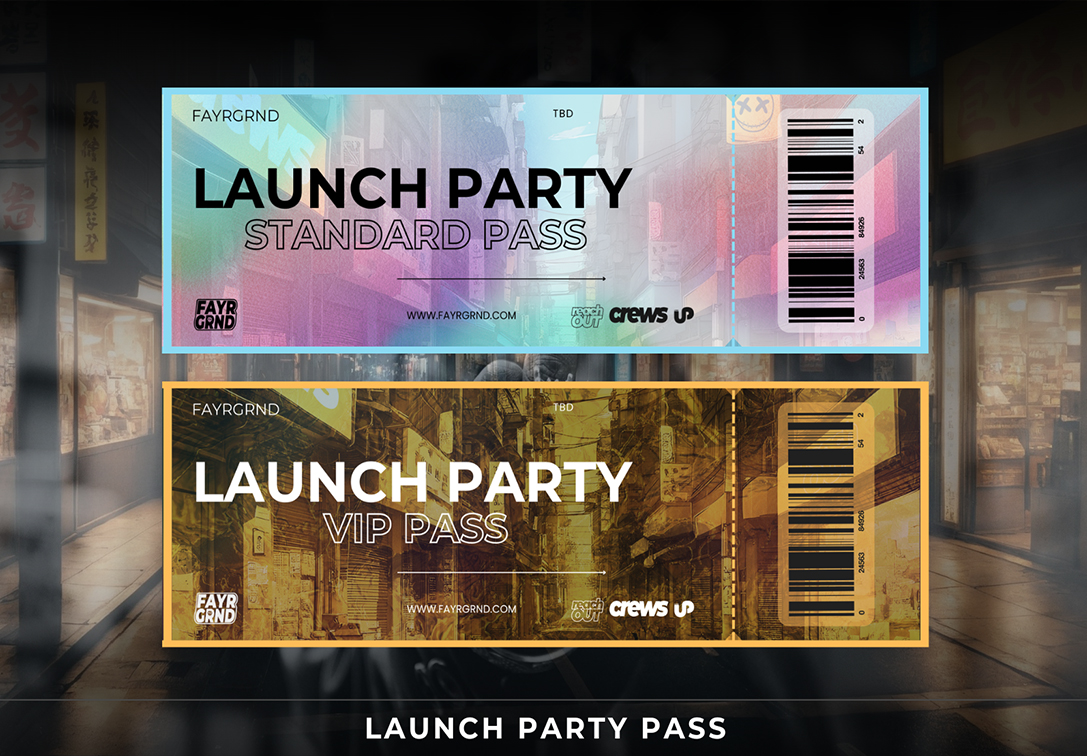 FAYRGRND
TBD
LAUNCH PARTY
STANDARD PASS
FAYR
GRND
WWW.FAYRGRND.COM
reach
OUT
crews
UP
2
54
84926
24563
0
FAYRGRND
TBD
LAUNCH PARTY
VIP PASS
FAYR
GRND
WWW.FAYRGRND.COM
reach
OUT
crews
UP
2
54
84926
24563
0
LAUNCH PARTY PASS